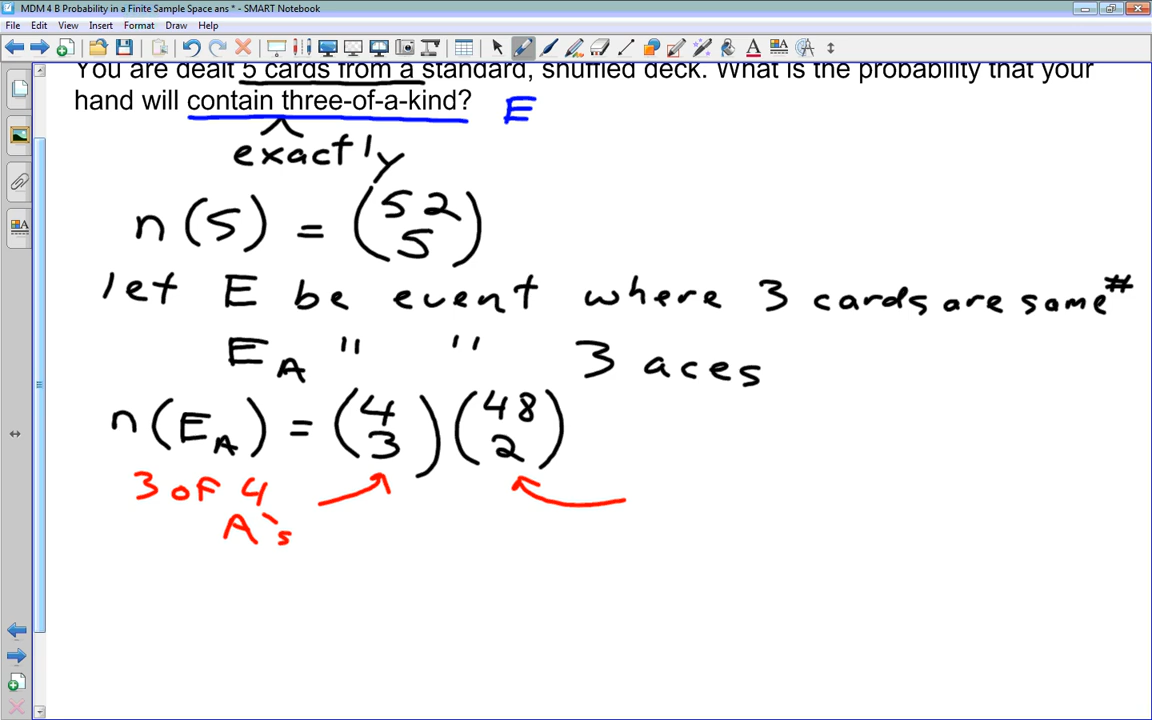 MDM 4 B Probability in a Finite Sample Space ans * - SMART Notebook
File Edit View Insert Format Draw Help
You are dealt 5 cards from a standard, shuffled deck. What is the probability that your
hand will contain three-of-a-kind? E
exactly
n(S) = (52
5)
let E be event where 3 cards are same #
E_A " " 3 aces
n(E_A) = (4
3)(48
2)
3 of 4
A's